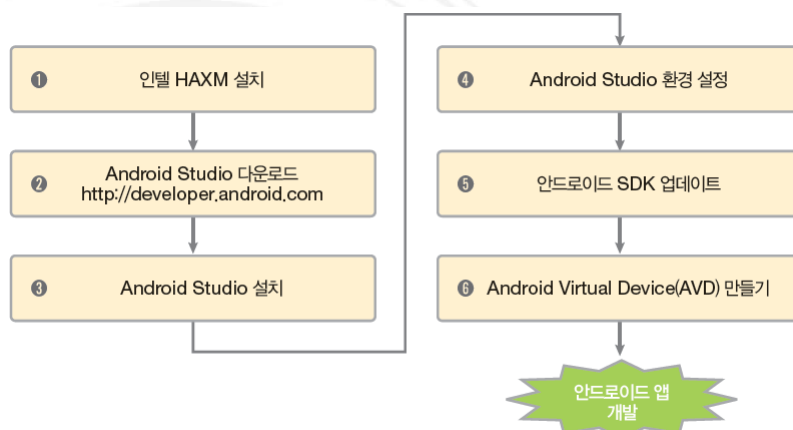 ❶ 인텔 HAXM 설치
❷ Android Studio 다운로드
http://developer.android.com
❸ Android Studio 설치
❹ Android Studio 환경 설정
❺ 안드로이드 SDK 업데이트
❻ Android Virtual Device(AVD) 만들기
안드로이드 앱
개발